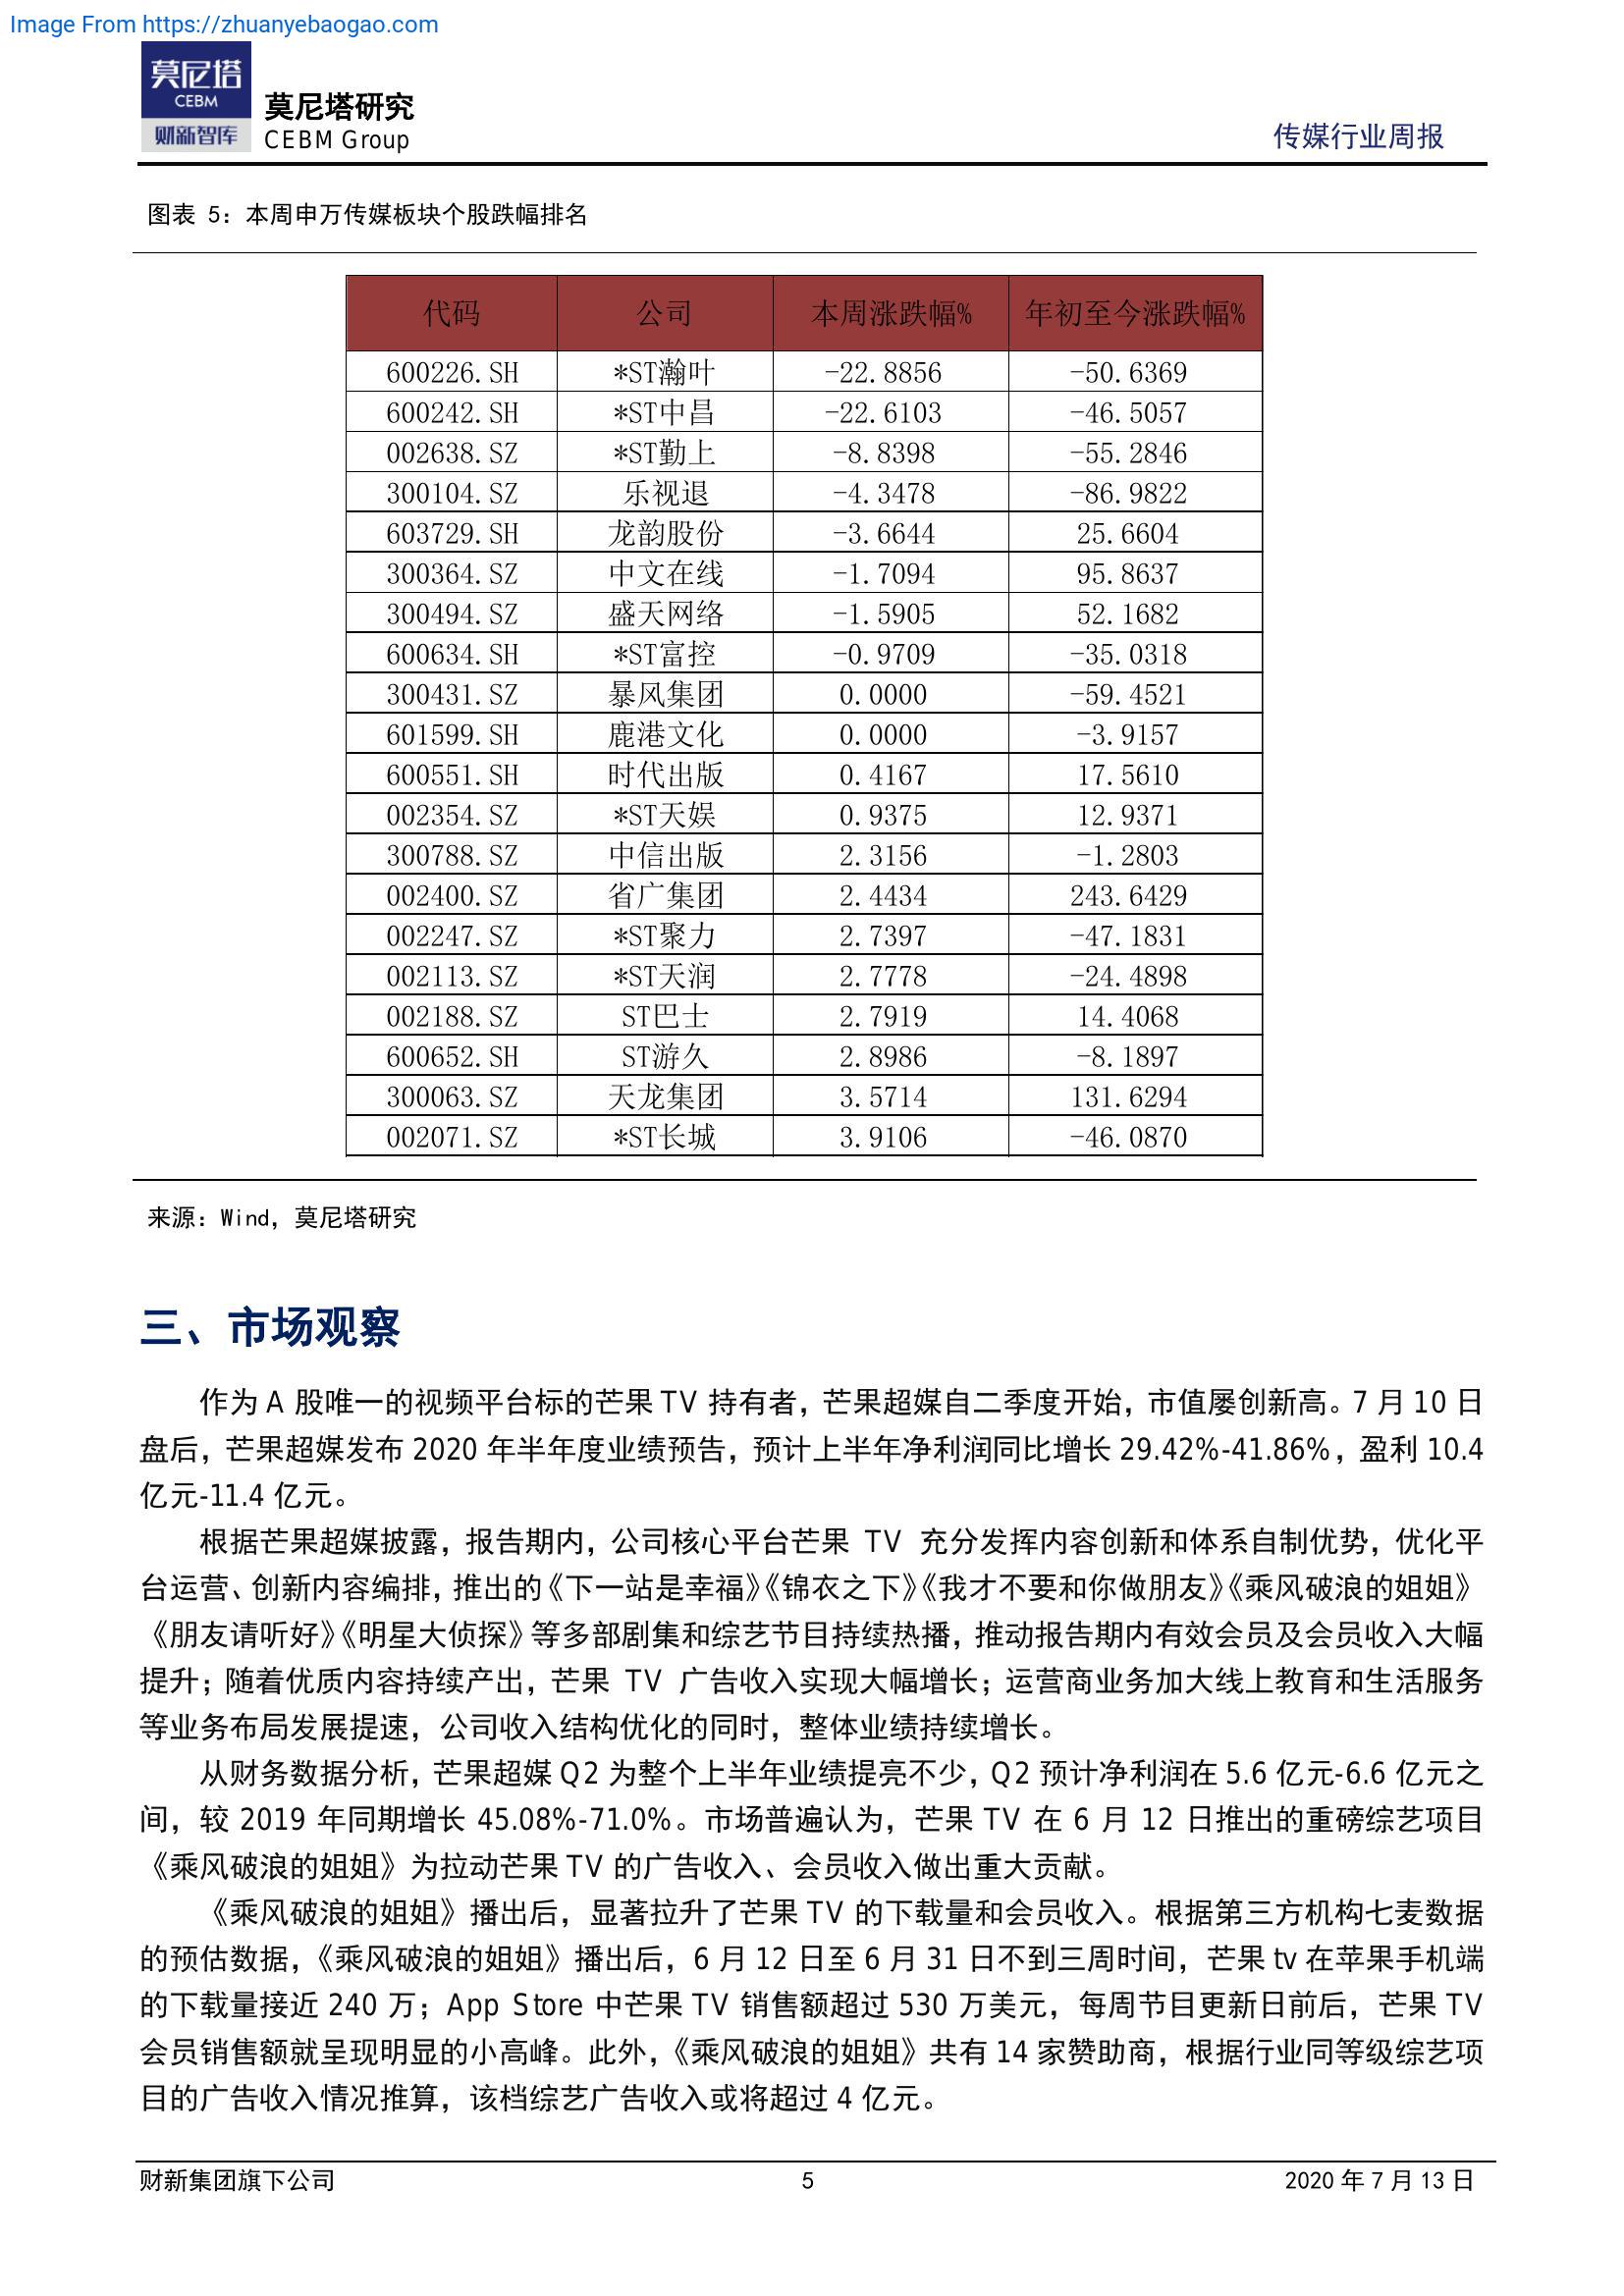 Image From https://zhuanyebaogao.com
莫尼塔
CEBM
财新智库
莫尼塔研究
CEBM Group
传媒行业周报
图表 5：本周申万传媒板块个股跌幅排名
代码 公司 本周涨跌幅% 年初至今涨跌幅%
600226.SH *ST瀚叶 -22.8856 -50.6369
600242.SH *ST中昌 -22.6103 -46.5057
002638.SZ *ST勤上 -8.8398 -55.2846
300104.SZ 乐视退 -4.3478 -86.9822
603729.SH 龙韵股份 -3.6644 25.6604
300364.SZ 中文在线 -1.7094 95.8637
300494.SZ 盛天网络 -1.5905 52.1682
600634.SH *ST富控 -0.9709 -35.0318
300431.SZ 暴风集团 0.0000 -59.4521
601599.SH 鹿港文化 0.0000 -3.9157
600551.SH 时代出版 0.4167 17.5610
002354.SZ *ST天娱 0.9375 12.9371
300788.SZ 中信出版 2.3156 -1.2803
002400.SZ 省广集团 2.4434 243.6429
002247.SZ *ST聚力 2.7397 -47.1831
002113.SZ *ST天润 2.7778 -24.4898
002188.SZ ST巴士 2.7919 14.4068
600652.SH ST游久 2.8986 -8.1897
300063.SZ 天龙集团 3.5714 131.6294
002071.SZ *ST长城 3.9106 -46.0870
来源：Wind，莫尼塔研究
三、市场观察
作为 A 股唯一的视频平台标的芒果 TV 持有者，芒果超媒自二季度开始，市值屡创新高。7 月 10 日
盘后，芒果超媒发布 2020 年半年度业绩预告，预计上半年净利润同比增长 29.42%-41.86%，盈利 10.4
亿元-11.4 亿元。
根据芒果超媒披露，报告期内，公司核心平台芒果 TV 充分发挥内容创新和体系自制优势，优化平
台运营、创新内容编排，推出的《下一站是幸福》《锦衣之下》《我才不要和你做朋友》《乘风破浪的姐姐》
《朋友请听好》《明星大侦探》等多部剧集和综艺节目持续热播，推动报告期内有效会员及会员收入大幅
提升；随着优质内容持续产出，芒果 TV 广告收入实现大幅增长；运营商业务加大线上教育和生活服务
等业务布局发展提速，公司收入结构优化的同时，整体业绩持续增长。
从财务数据分析，芒果超媒 Q2 为整个上半年业绩提亮不少，Q2 预计净利润在 5.6 亿元-6.6 亿元之
间，较 2019 年同期增长 45.08%-71.0%。市场普遍认为，芒果 TV 在 6 月 12 日推出的重磅综艺项目
《乘风破浪的姐姐》为拉动芒果 TV 的广告收入、会员收入做出重大贡献。
《乘风破浪的姐姐》播出后，显著拉升了芒果 TV 的下载量和会员收入。根据第三方机构七麦数据
的预估数据，《乘风破浪的姐姐》播出后，6 月 12 日至 6 月 31 日不到三周时间，芒果 tv 在苹果手机端
的下载量接近 240 万；App Store 中芒果 TV 销售额超过 530 万美元，每周节目更新日前后，芒果 TV
会员销售额就呈现明显的小高峰。此外，《乘风破浪的姐姐》共有 14 家赞助商，根据行业同等级综艺项
目的广告收入情况推算，该档综艺广告收入或将超过 4 亿元。
财新集团旗下公司 5 2020 年 7 月 13 日